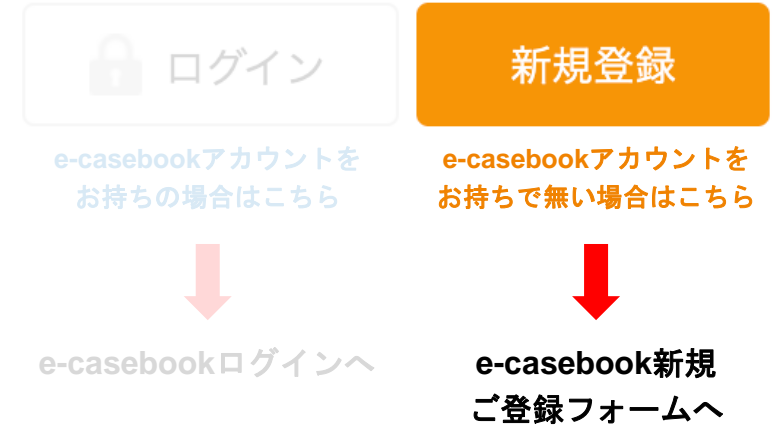 ログイン
e-casebookアカウントを
お持ちの場合はこちら
e-casebookログインへ
新規登録
e-casebookアカウントを
お持ちで無い場合はこちら
e-casebook新規
ご登録フォームへ